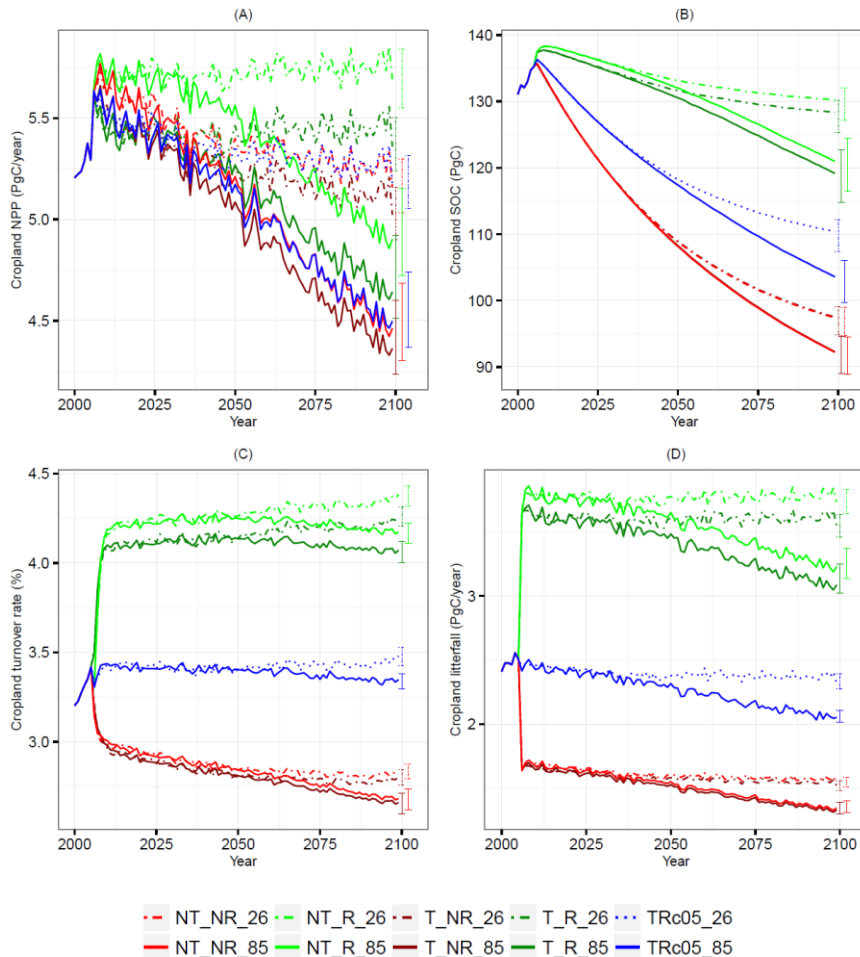 (A)
(B)
Cropland NPP (PgC/year)
5.5
5.0
4.5
2000
2025
2050
2075
2100
Year
Cropland SOC (PgC)
140
130
120
110
100
90
2000
2025
2050
2075
2100
Year
(C)
(D)
Cropland turnover rate (%)
4.5
4.0
3.5
3.0
2000
2025
2050
2075
2100
Year
Cropland litterfall (PgC/year)
3
2
2000
2025
2050
2075
2100
Year
NT_NR_26 NT_R_26 T_NR_26 T_R_26 TRc05_26
NT_NR_85 NT_R_85 T_NR_85 T_R_85 TRc05_85